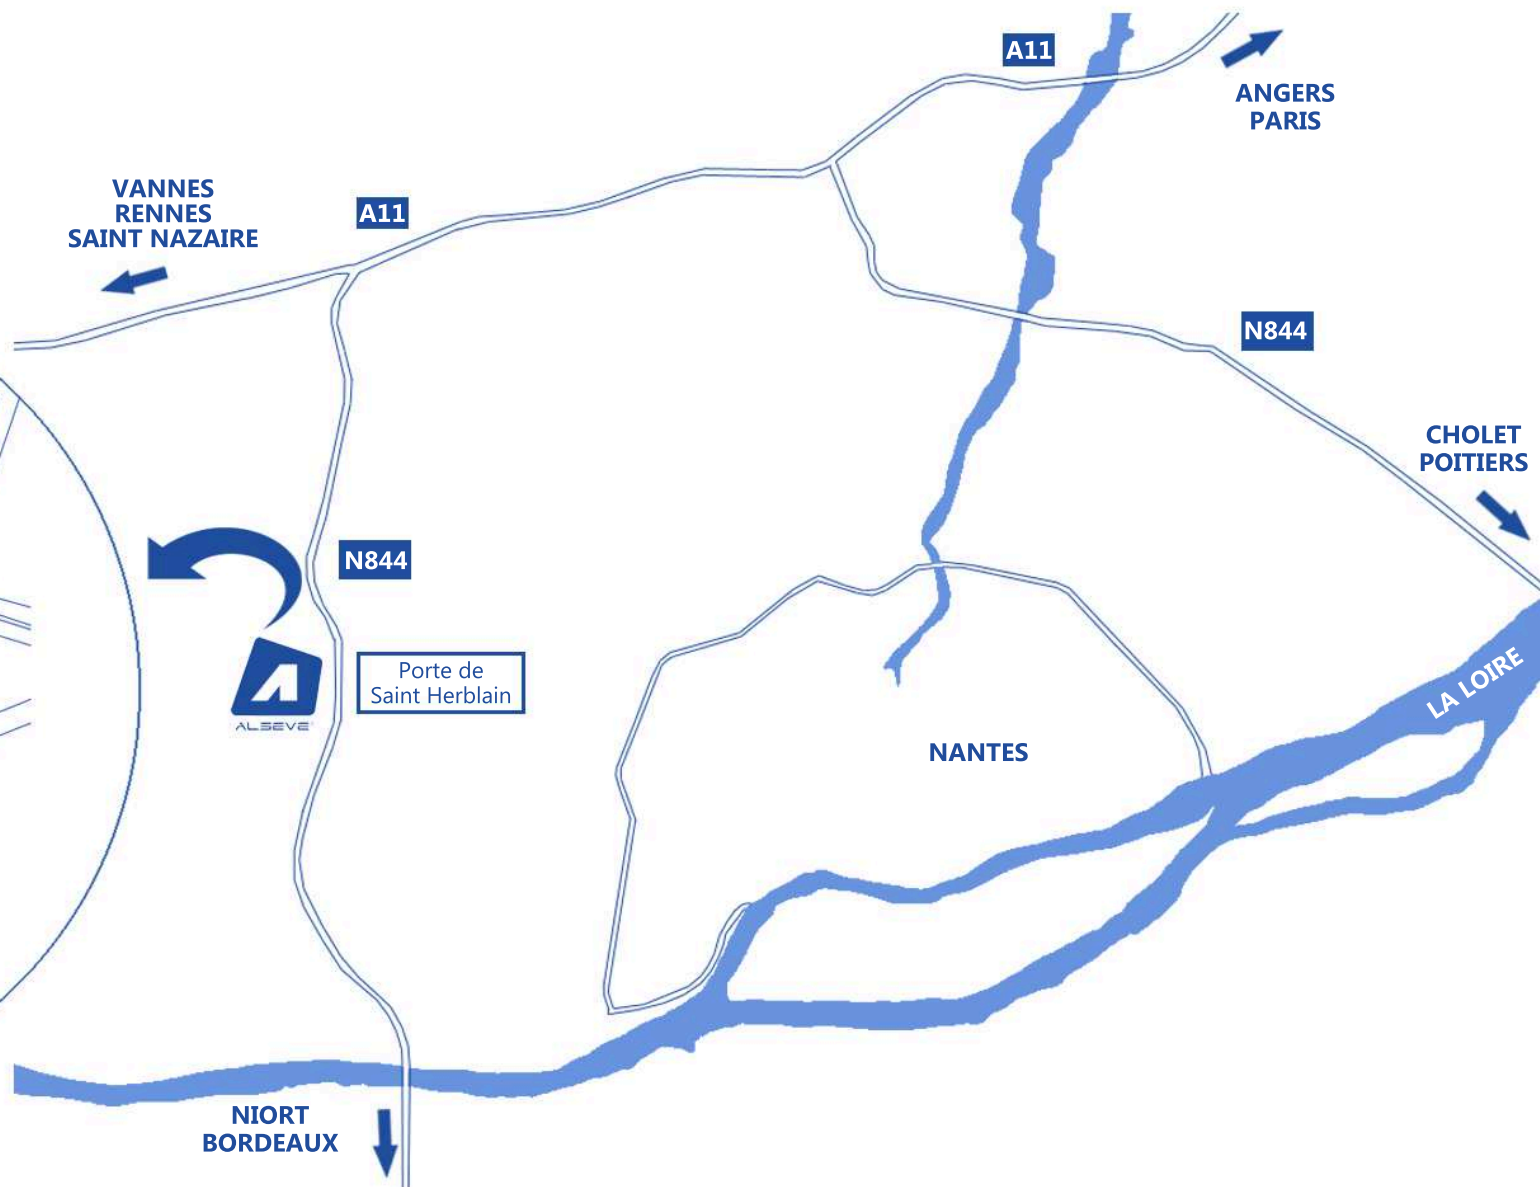 A11
ANGERS
PARIS
VANNES
RENNES
SAINT NAZAIRE
A11
N844
CHOLET
POITIERS
N844
Porte de
Saint Herblain
ALSEVE
LA LOIRE
NANTES
NIORT
BORDEAUX